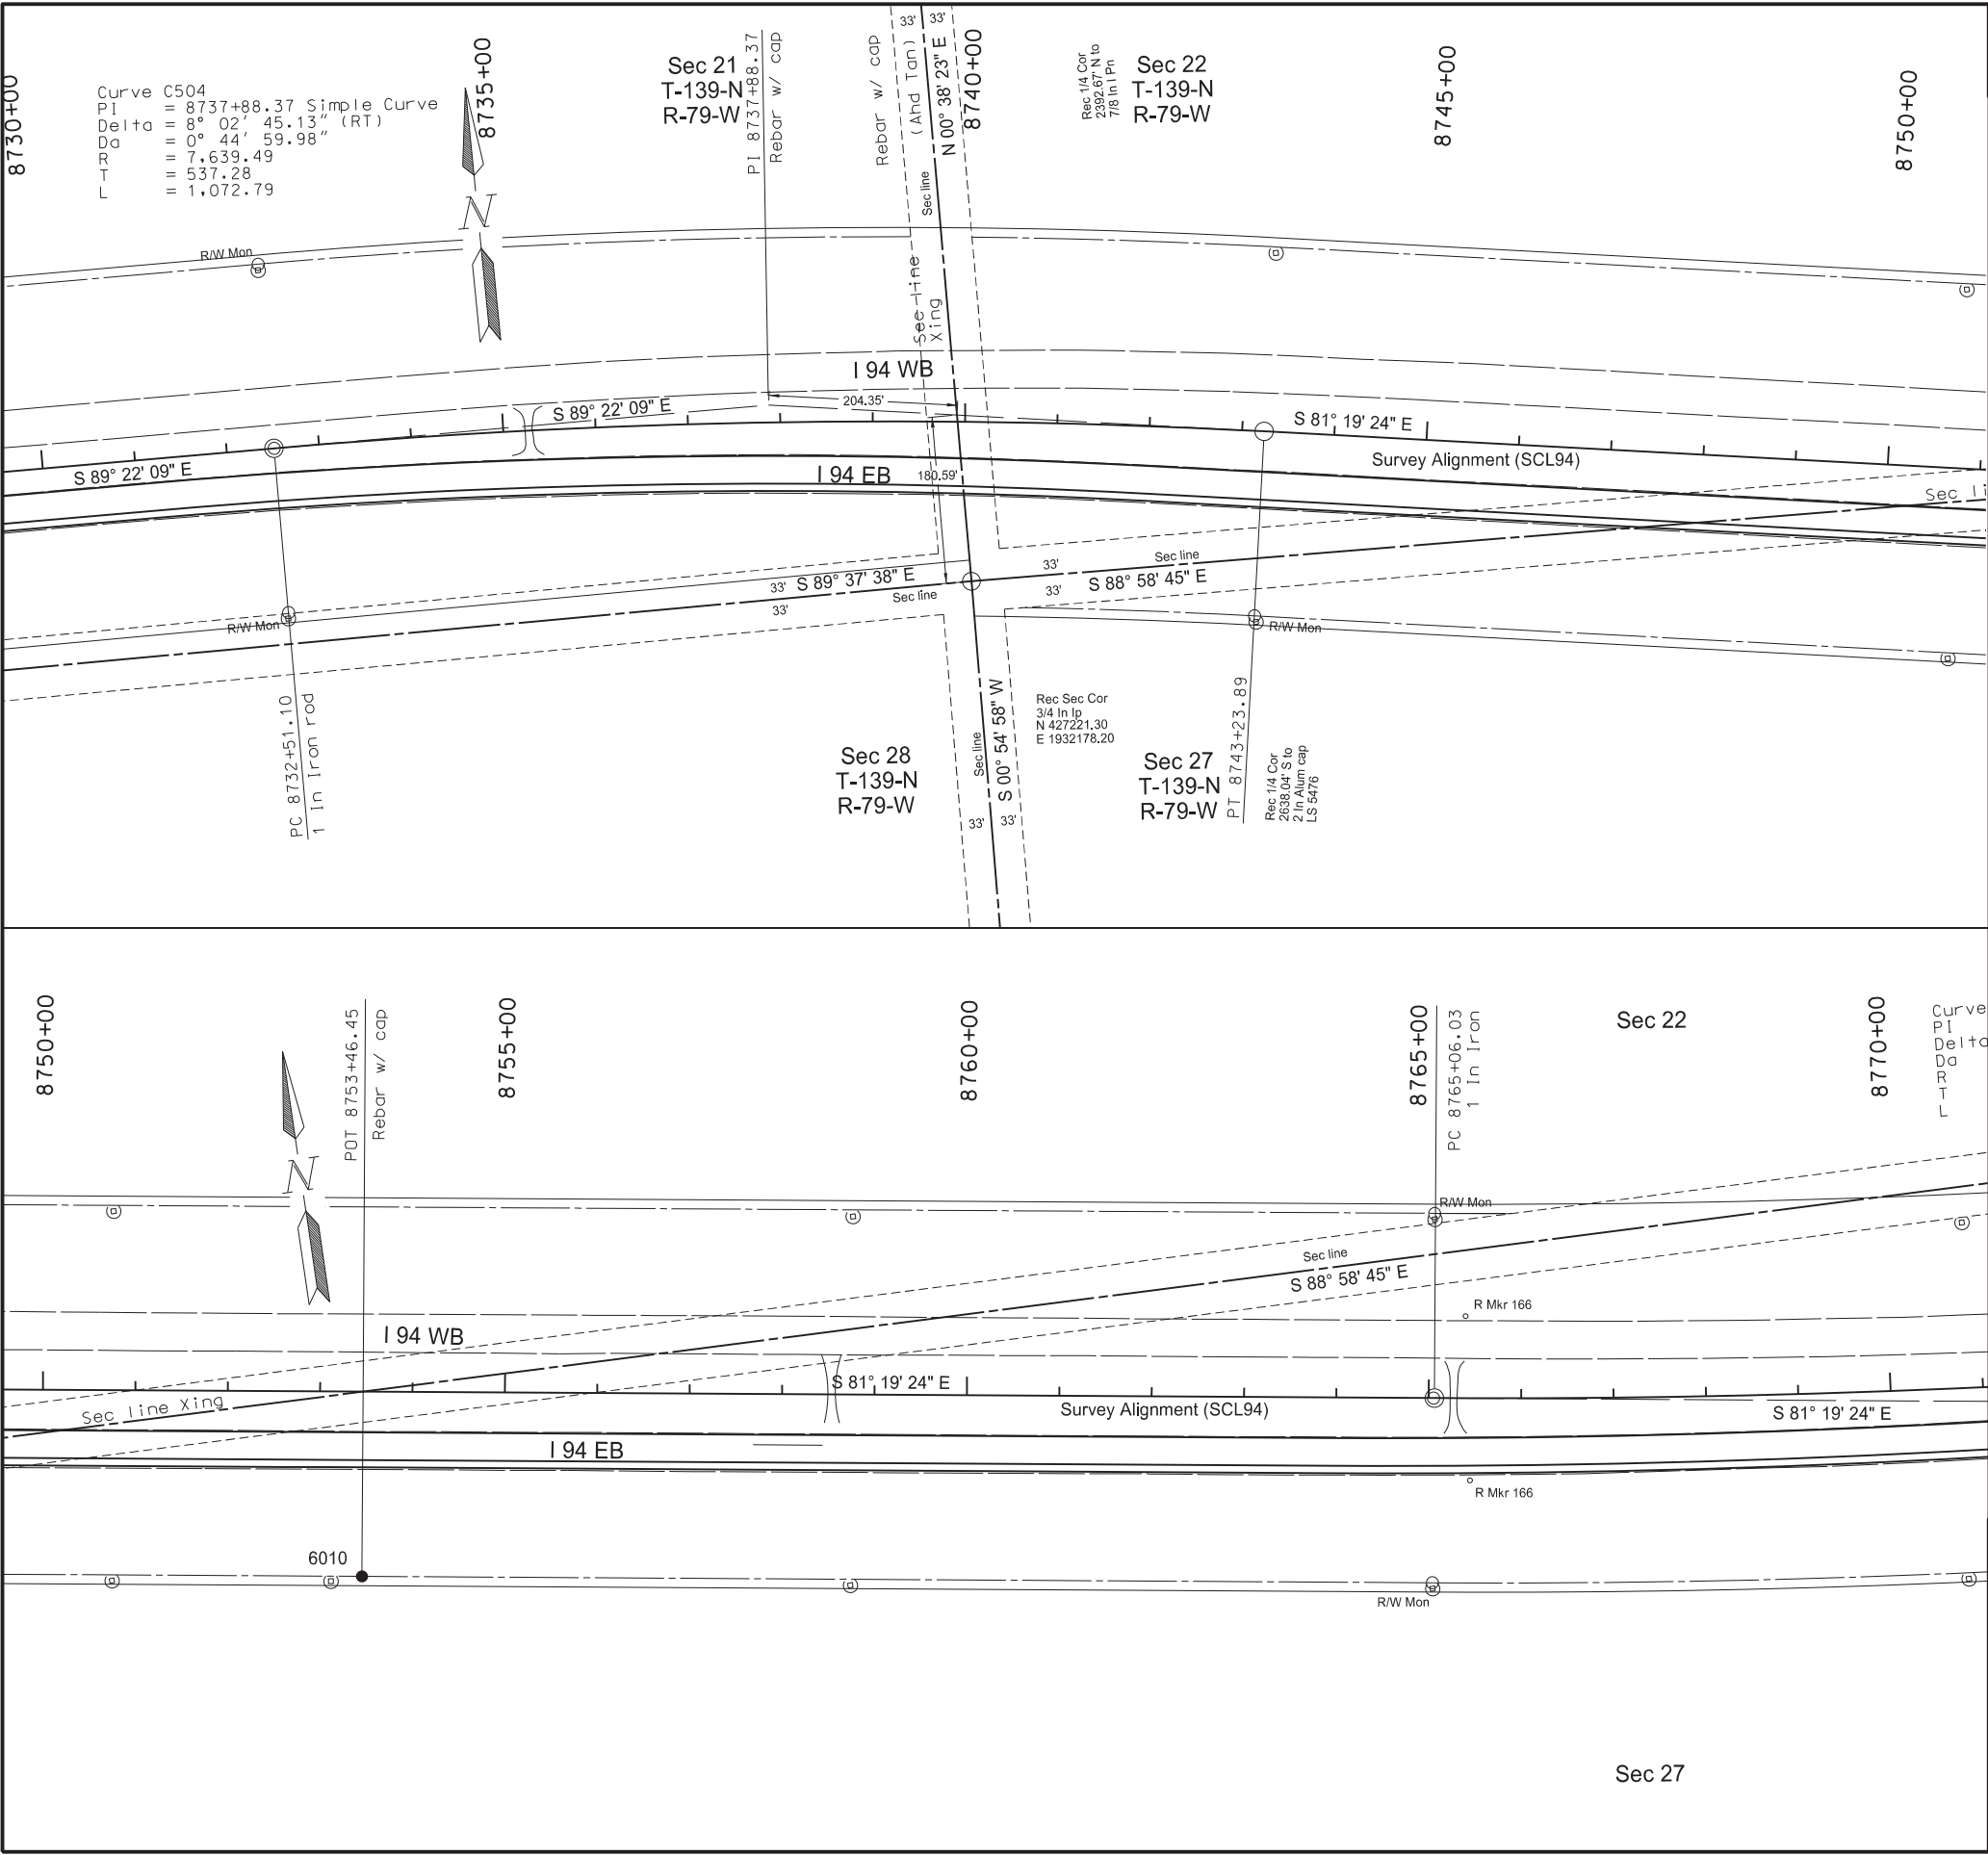 8730+00
Curve C504
PI = 8737+88.37 Simple Curve
Delta = 8° 02' 45.13" (RT)
Da = 0° 44' 59.98"
R = 7,639.49
T = 537.28
L = 1,072.79
8735+00
N
Sec 21
T-139-N
R-79-W
PI 8737+88.37
Rebar w/ cap
Rebar w/ cap
(Ahd Tan)
33'
33'
N 00° 38' 23" E
Sec line
8740+00
Rec 1/4 Cor
2392.67' N to
7/8 In I Pn
Sec 22
T-139-N
R-79-W
8745+00
8750+00
R/W Mon
Sec line
Xing
I 94 WB
204.35'
S 89° 22' 09" E
S 81° 19' 24" E
S 89° 22' 09" E
Survey Alignment (SCL94)
I 94 EB
180.59'
Sec li
Sec line
33'
33'
S 88° 58' 45" E
33' S 89° 37' 38" E
33'
Sec line
R/W Mon
R/W Mon
PC 8732+51.10
1 In Iron rod
Rec Sec Cor
3/4 In Ip
N 427221.30
E 1932178.20
Sec line
S 00° 54' 58" W
33'
33'
Sec 28
T-139-N
R-79-W
Sec 27
T-139-N
R-79-W
PT 8743+23.89
Rec 1/4 Cor
2638.04' S to
2 In Alum cap
LS 5476
8750+00
N
POT 8753+46.45
Rebar w/ cap
8755+00
8760+00
8765+00
PC 8765+06.03
1 In Iron
Sec 22
8770+00
Curve
PI
Delta
Da
R
T
L
R/W Mon
Sec line
S 88° 58' 45" E
R Mkr 166
I 94 WB
S 81° 19' 24" E
Sec line Xing
Survey Alignment (SCL94)
S 81° 19' 24" E
I 94 EB
R Mkr 166
6010
R/W Mon
Sec 27